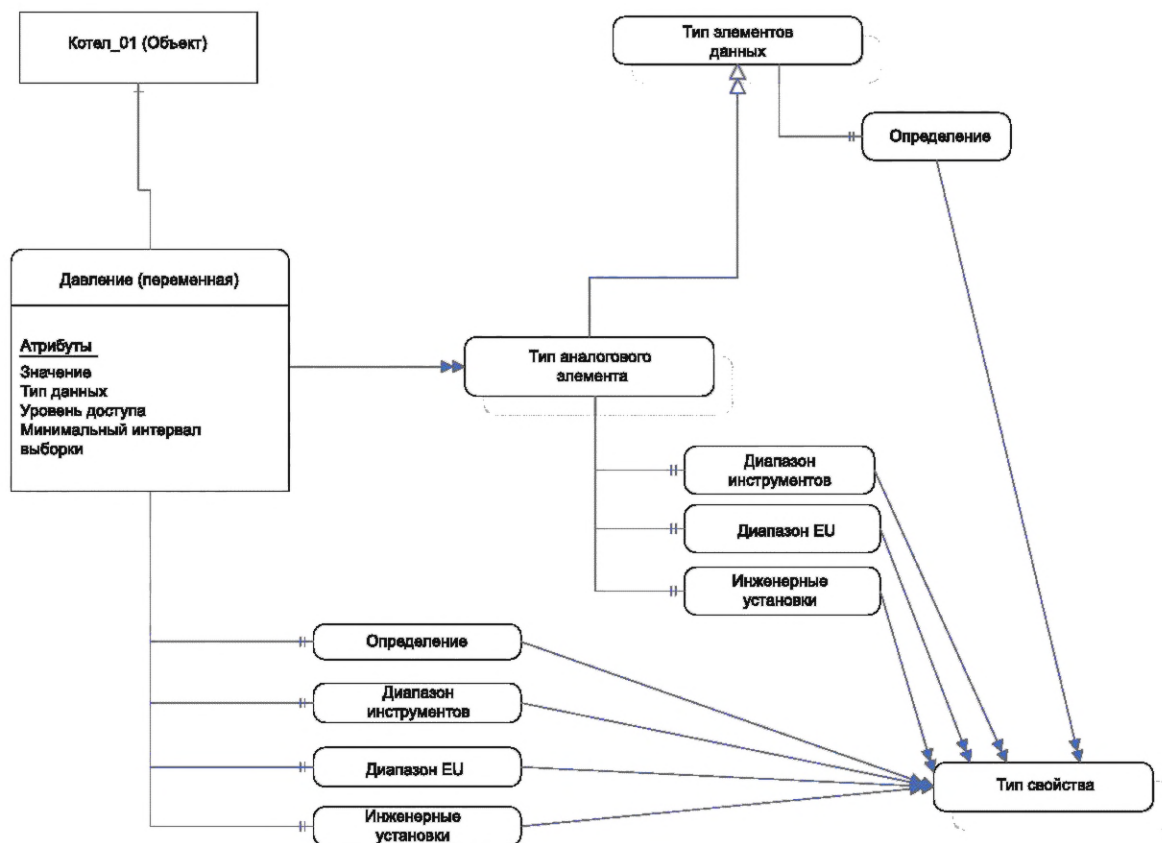 Котел_01 (Объект)
Тип элементов
данных
Определение
Давление (переменная)
Атрибуты
Значение
Тип данных
Уровень доступа
Минимальный интервал
выборки
Тип аналогового
элемента
Диапазон
инструментов
Диапазон EU
Инженерные
установки
Определение
Диапазон
инструментов
Диапазон EU
Инженерные
установки
Тип свойства